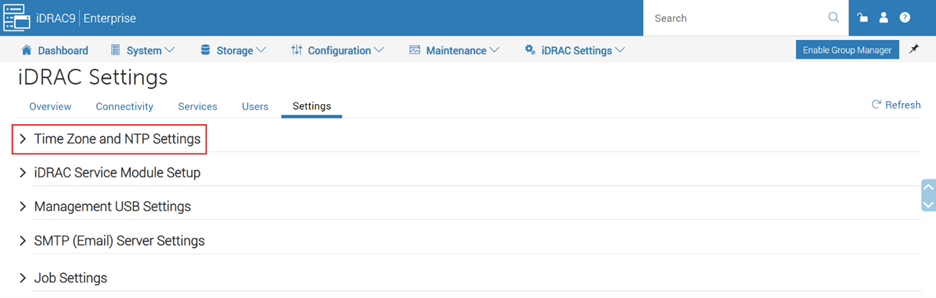 iDRAC9 | Enterprise
Search
Dashboard System Storage Configuration Maintenance iDRAC Settings Enable Group Manager
iDRAC Settings
Overview Connectivity Services Users Settings Refresh
Time Zone and NTP Settings
iDRAC Service Module Setup
Management USB Settings
SMTP (Email) Server Settings
Job Settings